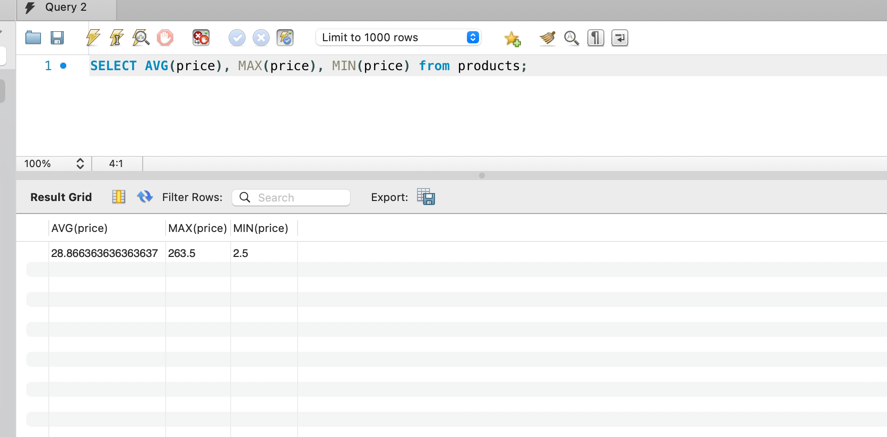 Query 2
Limit to 1000 rows
1 SELECT AVG(price), MAX(price), MIN(price) from products;
100% 4:1
Result Grid Filter Rows: Search Export:
AVG(price) MAX(price) MIN(price)
28.866363636363637 263.5 2.5